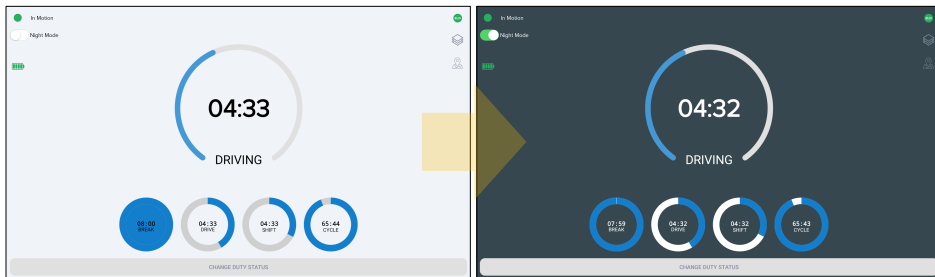 In Motion
Night Mode
04:33
DRIVING
08:00
BREAK
04:33
DRIVE
04:33
SHIFT
65:44
CYCLE
CHANGE DUTY STATUS
In Motion
Night Mode
04:32
DRIVING
07:59
BREAK
04:32
DRIVE
04:32
SHIFT
65:43
CYCLE
CHANGE DUTY STATUS